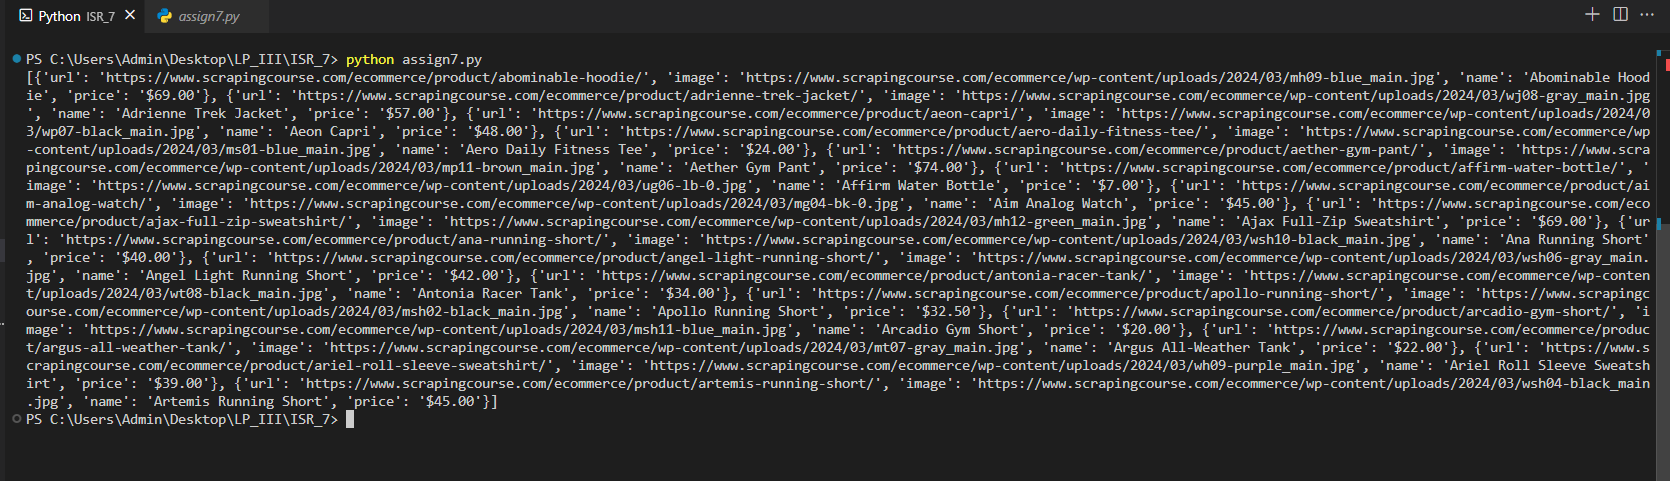 Python ISR_7 × assign7.py
PS C:\Users\Admin\Desktop\LP_III\ISR_7> python assign7.py
[{'url': 'https://www.scrapingcourse.com/ecommerce/product/abominable-hoodie/', 'image': 'https://www.scrapingcourse.com/ecommerce/wp-content/uploads/2024/03/mh09-blue_main.jpg', 'name': 'Abominable Hood
ie', 'price': '$69.00'}, {'url': 'https://www.scrapingcourse.com/ecommerce/product/adrienne-trek-jacket/', 'image': 'https://www.scrapingcourse.com/ecommerce/wp-content/uploads/2024/03/wj08-gray_main.jpg
', 'name': 'Adrienne Trek Jacket', 'price': '$57.00'}, {'url': 'https://www.scrapingcourse.com/ecommerce/product/aeon-capri/', 'image': 'https://www.scrapingcourse.com/ecommerce/wp-content/uploads/2024/0
3/wp07-black_main.jpg', 'name': 'Aeon Capri', 'price': '$48.00'}, {'url': 'https://www.scrapingcourse.com/ecommerce/product/aero-daily-fitness-tee/', 'image': 'https://www.scrapingcourse.com/ecommerce/wp
-content/uploads/2024/03/ms01-blue_main.jpg', 'name': 'Aero Daily Fitness Tee', 'price': '$24.00'}, {'url': 'https://www.scrapingcourse.com/ecommerce/product/aether-gym-pant/', 'image': 'https://www.scra
pingcourse.com/ecommerce/wp-content/uploads/2024/03/mp11-brown_main.jpg', 'name': 'Aether Gym Pant', 'price': '$74.00'}, {'url': 'https://www.scrapingcourse.com/ecommerce/product/affirm-water-bottle/', '
image': 'https://www.scrapingcourse.com/ecommerce/wp-content/uploads/2024/03/ug06-lb-0.jpg', 'name': 'Affirm Water Bottle', 'price': '$7.00'}, {'url': 'https://www.scrapingcourse.com/ecommerce/product/ai
m-analog-watch/', 'image': 'https://www.scrapingcourse.com/ecommerce/wp-content/uploads/2024/03/mg04-bk-0.jpg', 'name': 'Aim Analog Watch', 'price': '$45.00'}, {'url': 'https://www.scrapingcourse.com/eco
mmerce/product/ajax-full-zip-sweatshirt/', 'image': 'https://www.scrapingcourse.com/ecommerce/wp-content/uploads/2024/03/mh12-green_main.jpg', 'name': 'Ajax Full-Zip Sweatshirt', 'price': '$69.00'}, {'ur
l': 'https://www.scrapingcourse.com/ecommerce/product/ana-running-short/', 'image': 'https://www.scrapingcourse.com/ecommerce/wp-content/uploads/2024/03/wsh10-black_main.jpg', 'name': 'Ana Running Short'
, 'price': '$40.00'}, {'url': 'https://www.scrapingcourse.com/ecommerce/product/angel-light-running-short/', 'image': 'https://www.scrapingcourse.com/ecommerce/wp-content/uploads/2024/03/wsh06-gray_main.
jpg', 'name': 'Angel Light Running Short', 'price': '$42.00'}, {'url': 'https://www.scrapingcourse.com/ecommerce/product/antonia-racer-tank/', 'image': 'https://www.scrapingcourse.com/ecommerce/wp-conten
t/uploads/2024/03/wt08-black_main.jpg', 'name': 'Antonia Racer Tank', 'price': '$34.00'}, {'url': 'https://www.scrapingcourse.com/ecommerce/product/apollo-running-short/', 'image': 'https://www.scrapingc
ourse.com/ecommerce/wp-content/uploads/2024/03/msh02-black_main.jpg', 'name': 'Apollo Running Short', 'price': '$32.50'}, {'url': 'https://www.scrapingcourse.com/ecommerce/product/arcadio-gym-short/', 'i
mage': 'https://www.scrapingcourse.com/ecommerce/wp-content/uploads/2024/03/msh11-blue_main.jpg', 'name': 'Arcadio Gym Short', 'price': '$20.00'}, {'url': 'https://www.scrapingcourse.com/ecommerce/produc
t/argus-all-weather-tank/', 'image': 'https://www.scrapingcourse.com/ecommerce/wp-content/uploads/2024/03/mt07-gray_main.jpg', 'name': 'Argus All-Weather Tank', 'price': '$22.00'}, {'url': 'https://www.s
crapingcourse.com/ecommerce/product/ariel-roll-sleeve-sweatshirt/', 'image': 'https://www.scrapingcourse.com/ecommerce/wp-content/uploads/2024/03/wh09-purple_main.jpg', 'name': 'Ariel Roll Sleeve Sweatsh
irt', 'price': '$39.00'}, {'url': 'https://www.scrapingcourse.com/ecommerce/product/artemis-running-short/', 'image': 'https://www.scrapingcourse.com/ecommerce/wp-content/uploads/2024/03/wsh04-black_main
.jpg', 'name': 'Artemis Running Short', 'price': '$45.00'}]
PS C:\Users\Admin\Desktop\LP_III\ISR_7>